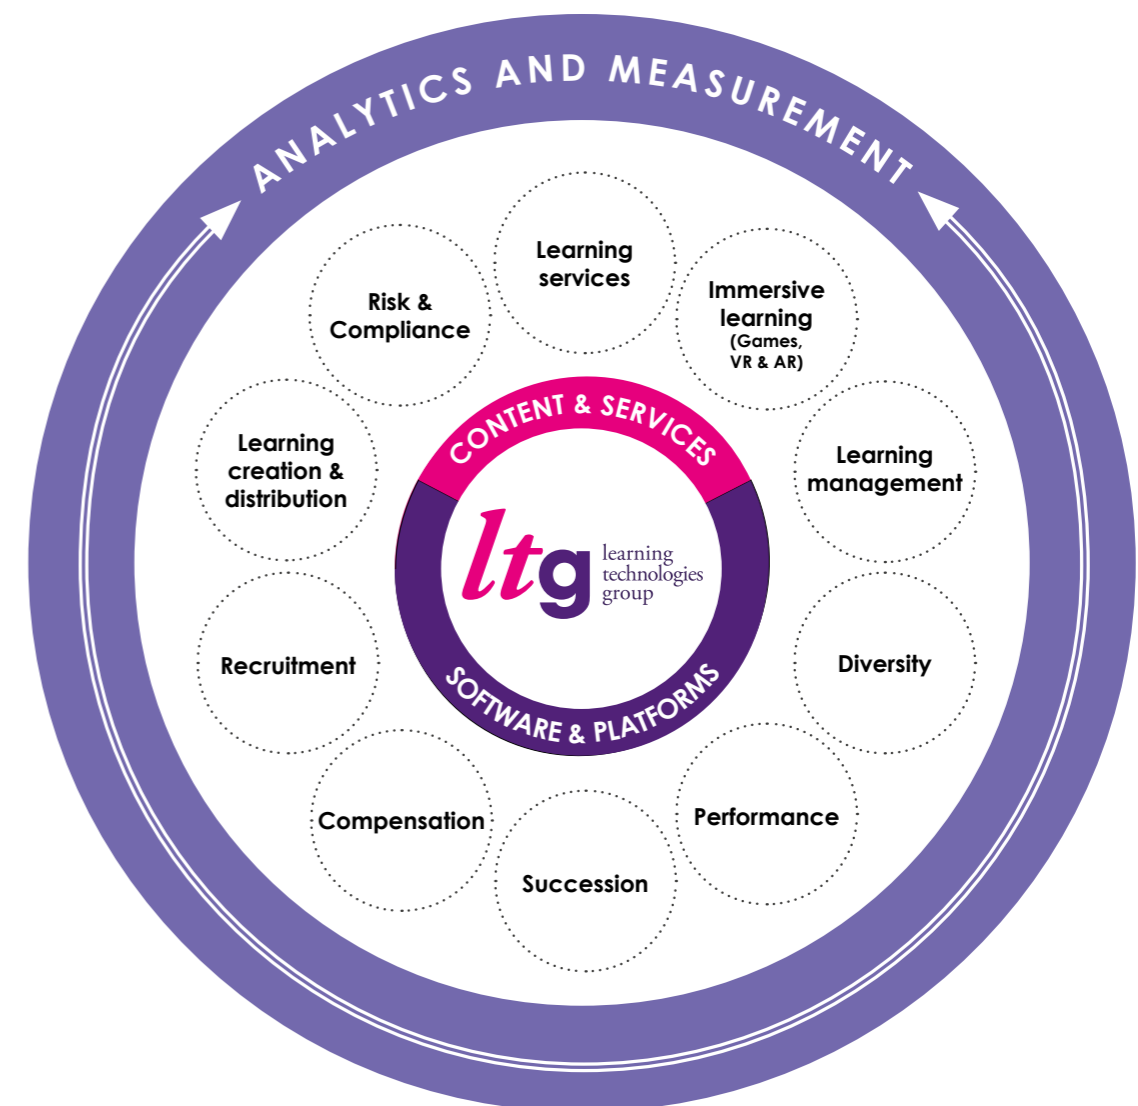 ANALYTICS AND MEASUREMENT
Learning
services
Immersive
learning
(Games,
VR & AR)
Learning
management
Diversity
Performance
Succession
Compensation
Recruitment
Learning
creation &
distribution
Risk &
Compliance
CONTENT & SERVICES
ltg
learning
technologies
group
SOFTWARE & PLATFORMS